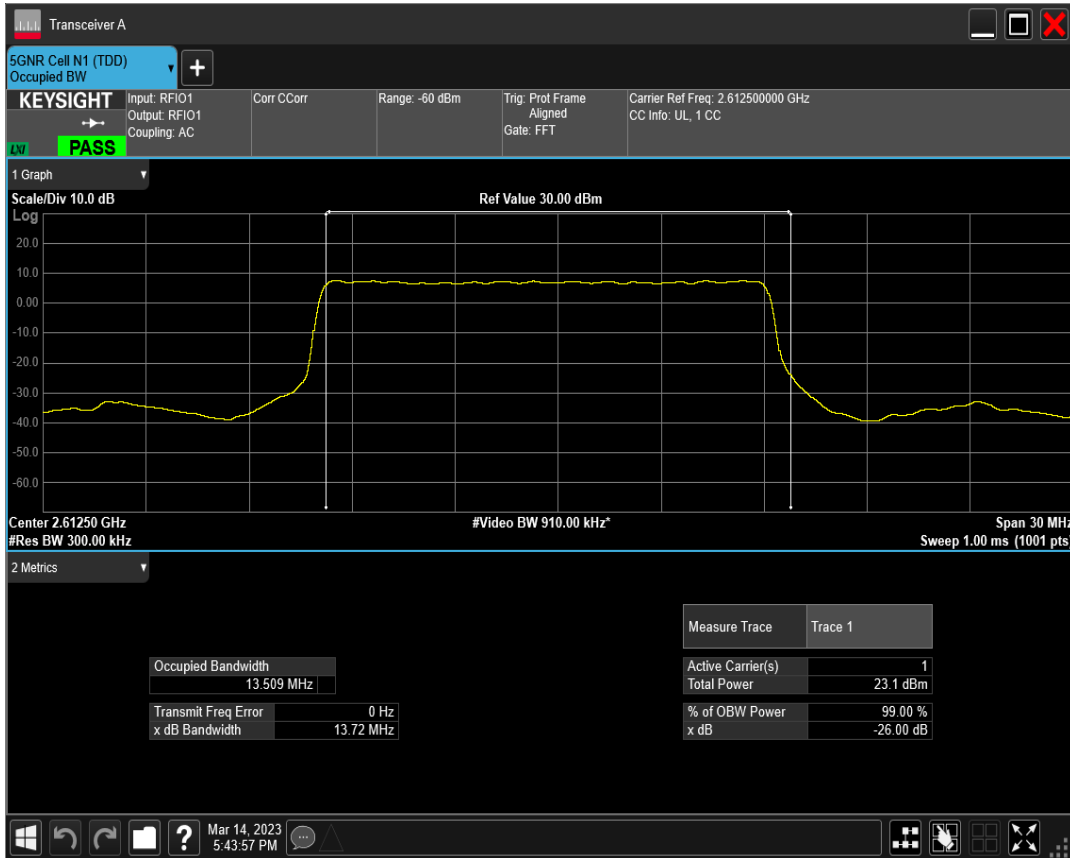 Transceiver A
5GNR Cell N1 (TDD)
Occupied BW
+
KEYSIGHT
LXI
PASS
Input: RFIO1
Output: RFIO1
Coupling: AC
Corr CCorr
Range: -60 dBm
Trig: Prot Frame
Aligned
Gate: FFT
Carrier Ref Freq: 2.612500000 GHz
CC Info: UL, 1 CC
1 Graph
Scale/Div 10.0 dB
Ref Value 30.00 dBm
Log
20.0
10.0
0.00
-10.0
-20.0
-30.0
-40.0
-50.0
-60.0
Center 2.61250 GHz
#Video BW 910.00 kHz*
Span 30 MHz
#Res BW 300.00 kHz
Sweep 1.00 ms (1001 pts)
2 Metrics
Measure Trace Trace 1
Occupied Bandwidth
13.509 MHz
Active Carrier(s) 1
Total Power 23.1 dBm
Transmit Freq Error 0 Hz
x dB Bandwidth 13.72 MHz
% of OBW Power 99.00 %
x dB -26.00 dB
?
Mar 14, 2023
5:43:57 PM